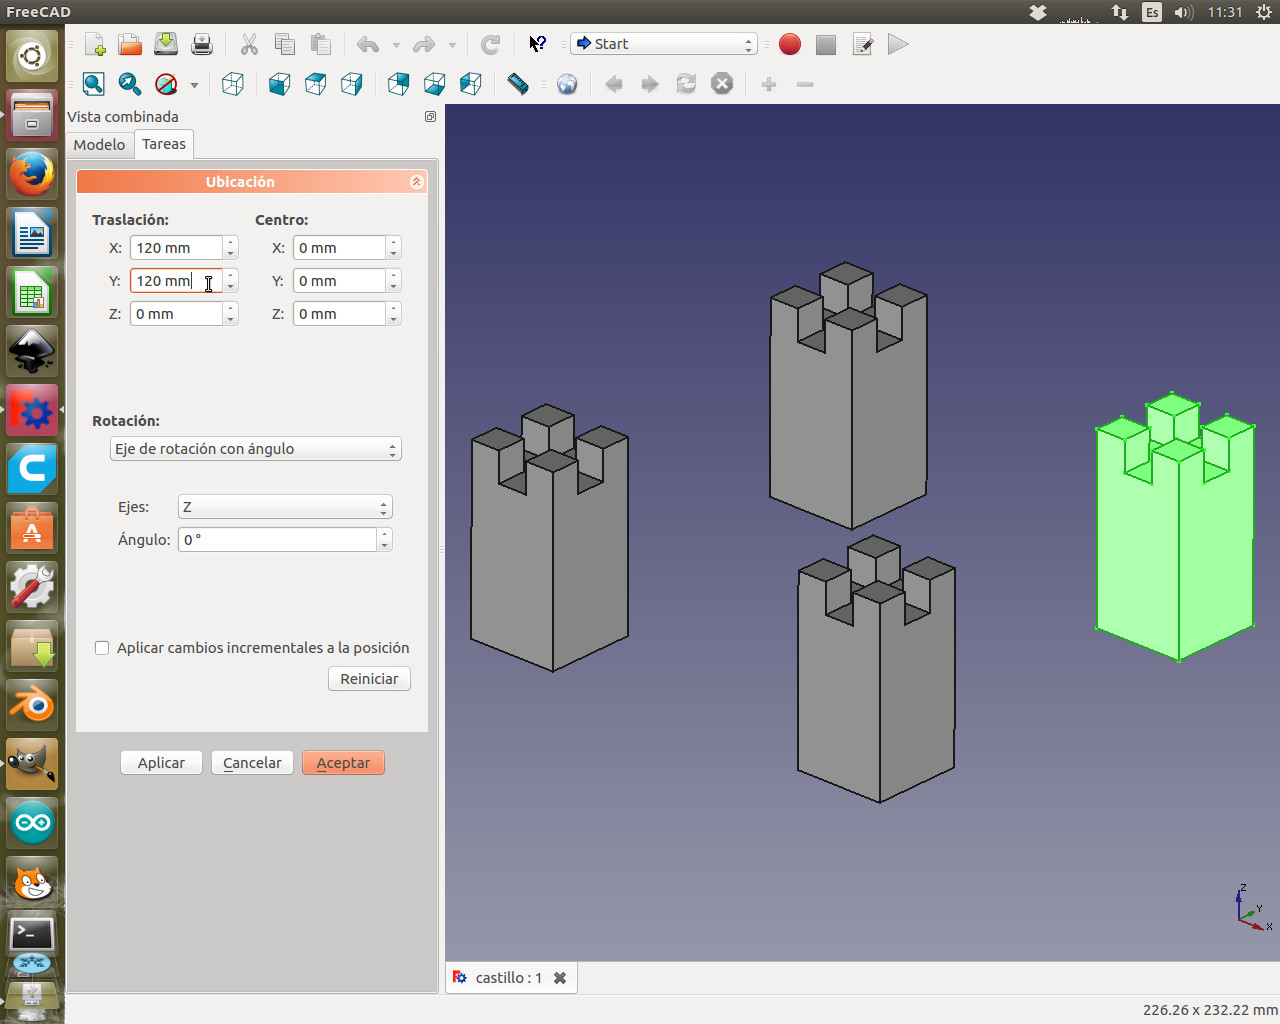 FreeCAD
Es
11:31
Start
Vista combinada
Modelo
Tareas
Ubicación
Traslación:
Centro:
X: 120 mm
X: 0 mm
Y: 120 mm
Y: 0 mm
Z: 0 mm
Z: 0 mm
Rotación:
Eje de rotación con ángulo
Ejes: Z
Ángulo: 0 °
Aplicar cambios incrementales a la posición
Reiniciar
Aplicar
Cancelar
Aceptar
Z
Y
X
castillo : 1
226.26 x 232.22 mm